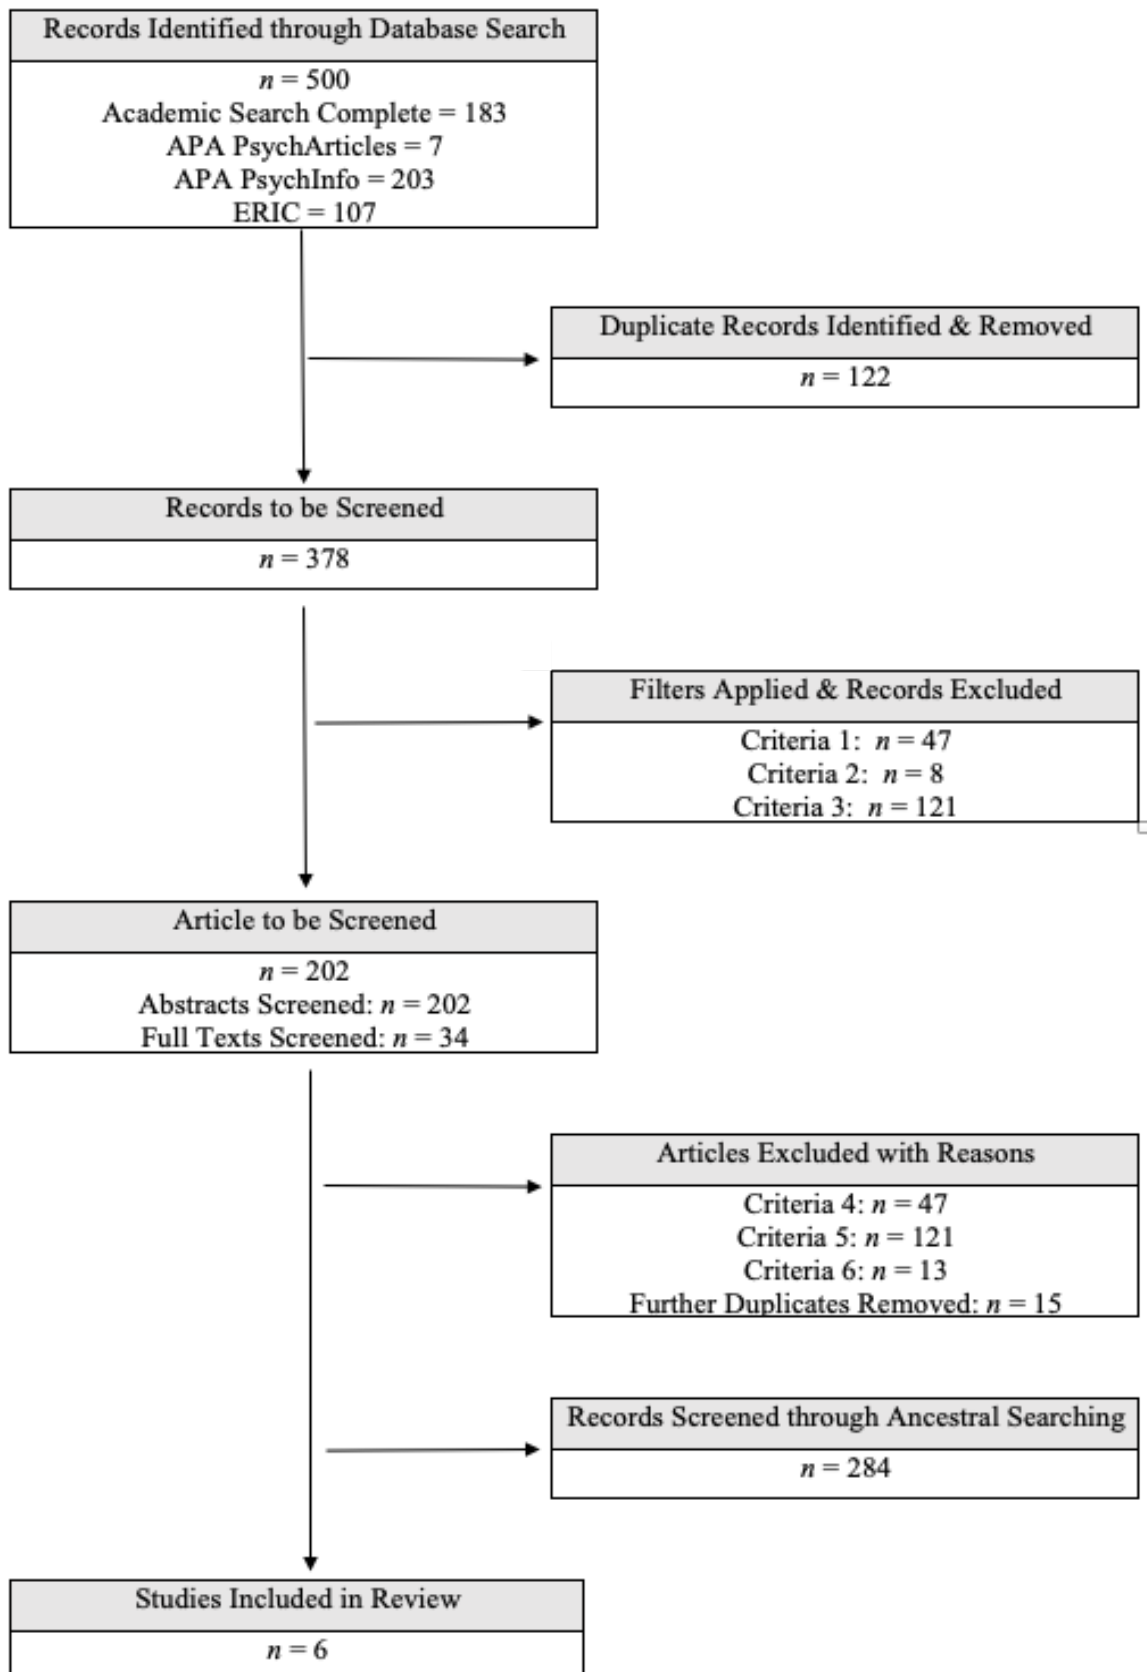 Records Identified through Database Search
n = 500
Academic Search Complete = 183
APA PsychArticles = 7
APA PsychInfo = 203
ERIC = 107
Duplicate Records Identified & Removed
n = 122
Records to be Screened
n = 378
Filters Applied & Records Excluded
Criteria 1:  n = 47
Criteria 2:  n = 8
Criteria 3:  n = 121
Article to be Screened
n = 202
Abstracts Screened: n = 202
Full Texts Screened: n = 34
Articles Excluded with Reasons
Criteria 4: n = 47
Criteria 5: n = 121
Criteria 6: n = 13
Further Duplicates Removed: n = 15
Records Screened through Ancestral Searching
n = 284
Studies Included in Review
n = 6